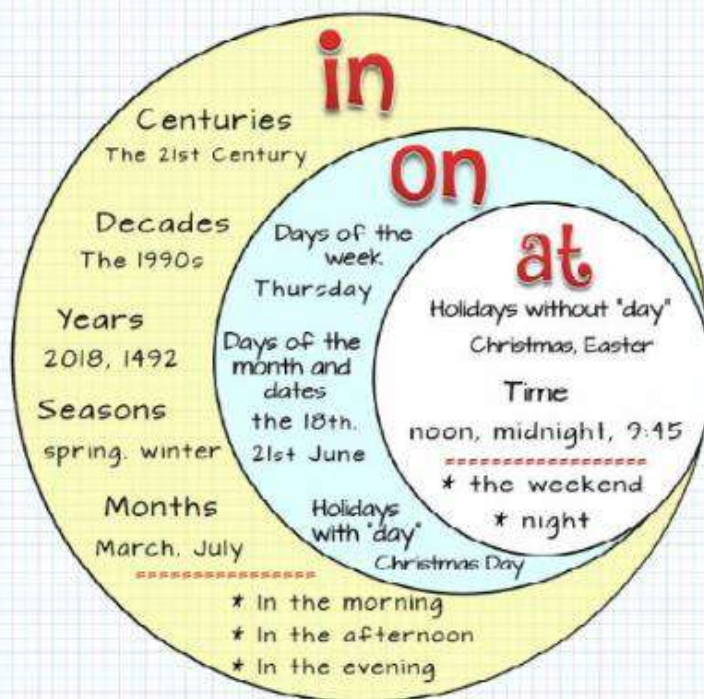 in
Centuries
The 21st Century
Decades
The 1990s
Years
2018, 1492
Seasons
spring. winter
Months
March. July
* In the morning
* In the afternoon
* In the evening
on
Days of the
week.
Thursday
Days of the
month and
dates
the 18th.
21st June
Holidays
with "day"
Christmas Day
at
Holidays without "day"
Christmas, Easter
Time
noon, midnight, 9:45
* the weekend
* night